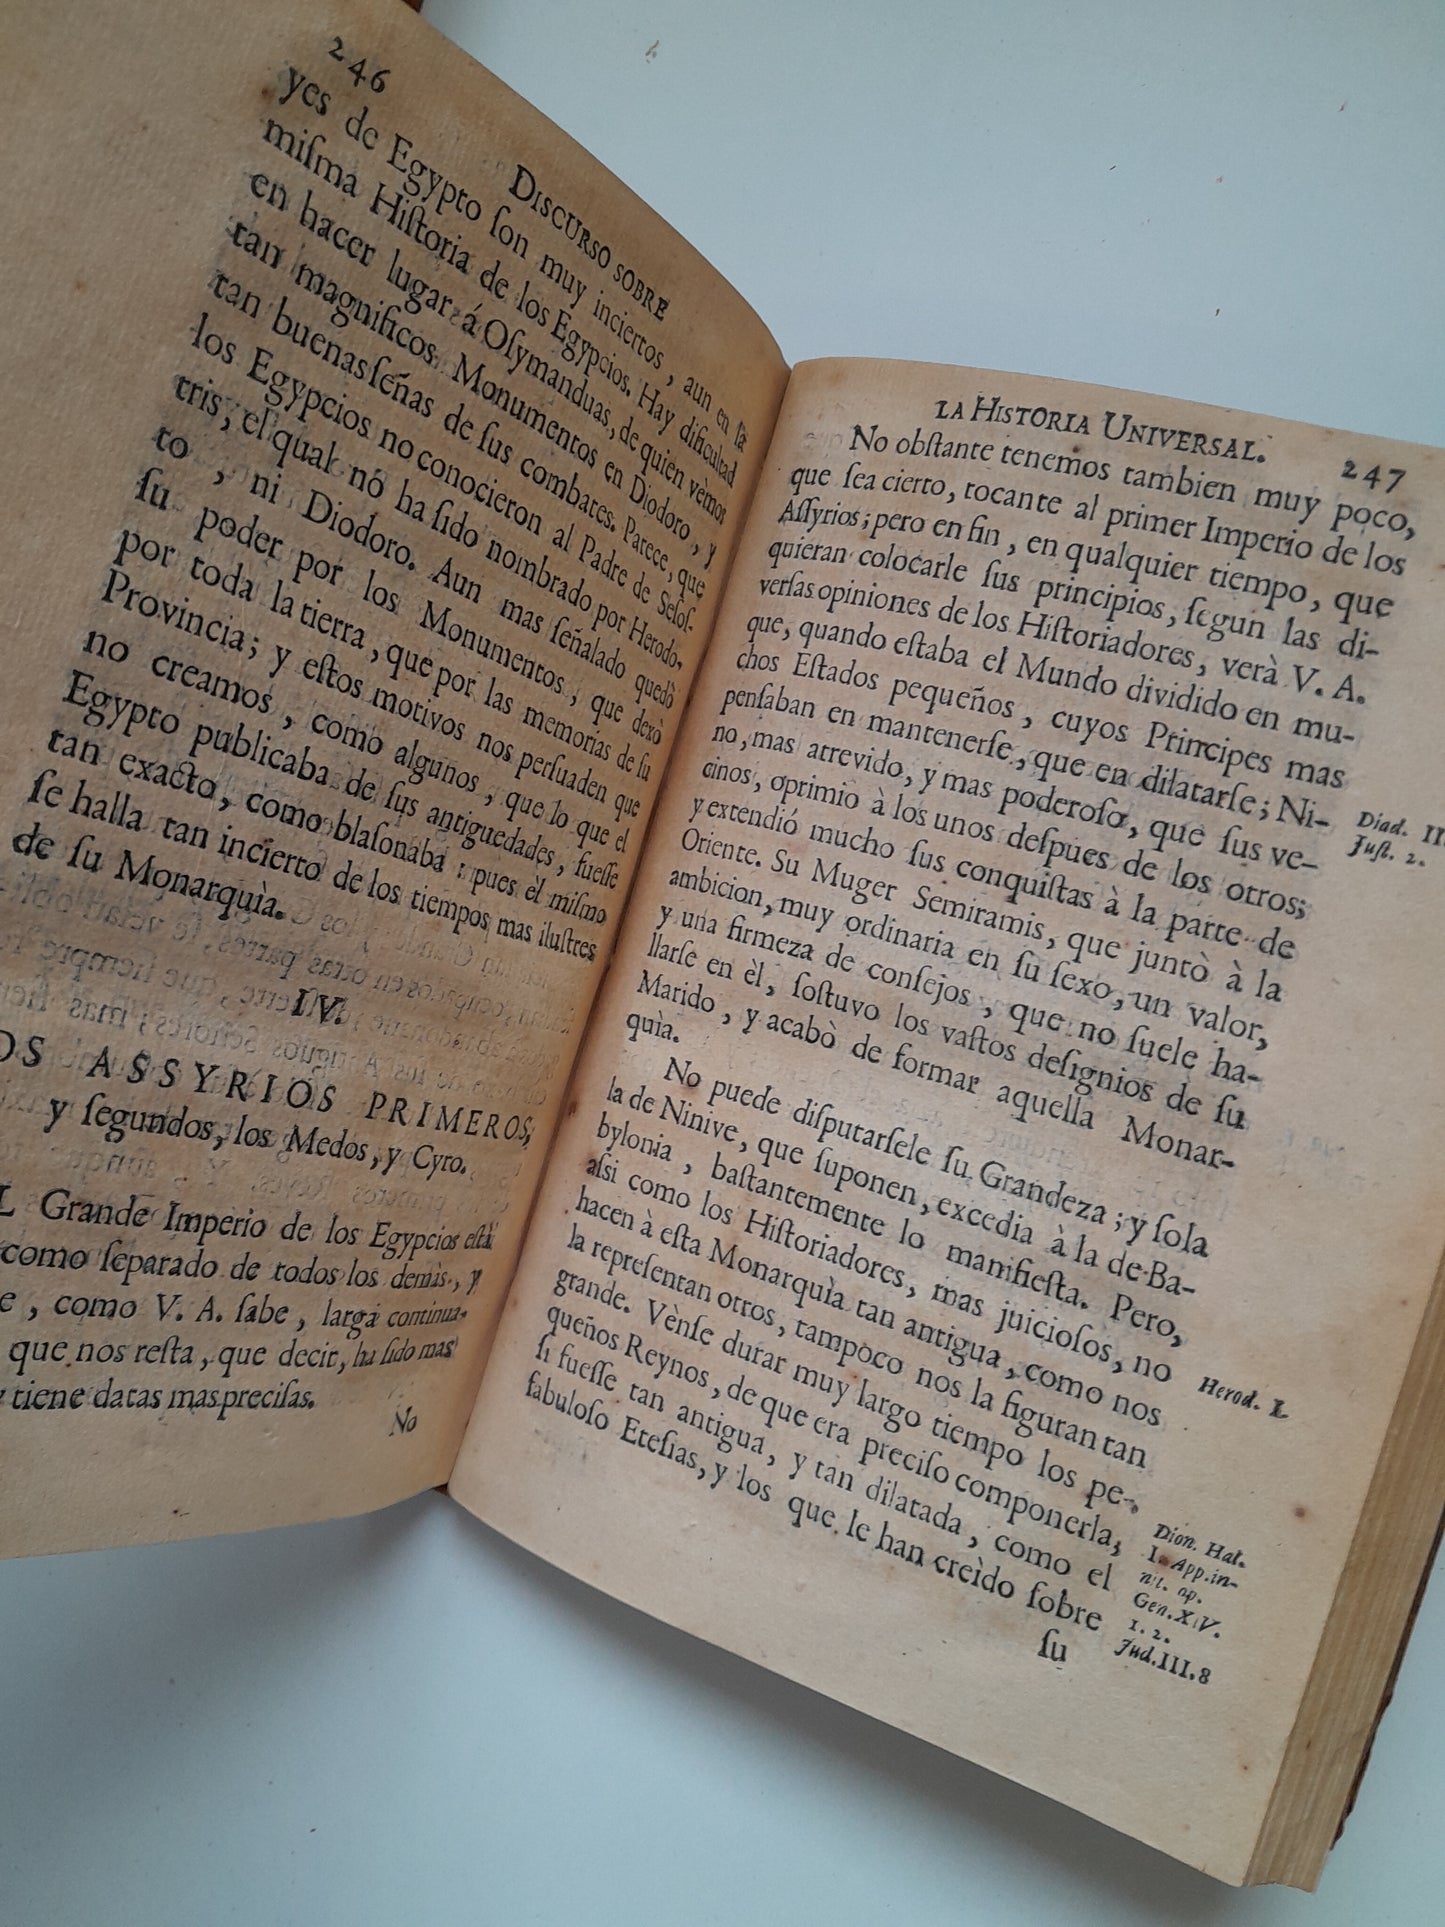 246
DISCURSO SOBRE
yes de Egypto ſon muy inciertos, aun en ſu
miſma Hiſtoria de los Egypcios. Hay dificultad
en hacer lugar á Oſymanduas, de quien vèmos
tan magnificos Monumentos en Diodoro, y
tan buenas ſeñas de ſus combates. Parece, que
los Egypcios no conocieron al Padre de Seſoſ-
tris, el qual no ha ſido nombrado por Herodo-
to, ni Diodoro. Aun mas ſeñalado quedò
ſu poder por los Monumentos, que dexò
por toda la tierra, que por las memorias de ſu
Provincia; y eſtos motivos nos perſuaden que
no creamos, como algunos, que lo que el
Egypto publicaba de ſus antiguedades, fueſſe
tan exacto, como blaſonaba: pues èl miſmo
ſe halla tan incierto de los tiempos mas iluſtres
de ſu Monarquìa.
IV.
OS ASSYRIOS PRIMEROS,
y ſegundos, los Medos, y Cyro.
L Grande Imperio de los Egypcios eſtà
como ſeparado de todos los demàs, y
e, como V. A. ſabe, larga continua-
que nos reſta, que decir, ha ſido mas
y tiene datas mas preciſas.
No
LA HISTORIA UNIVERSAL. 247
No obſtante tenemos tambien muy poco,
que ſea cierto, tocante al primer Imperio de los
Aſſyrios; pero en fin, en qualquier tiempo, que
quieran colocarle ſus principios, ſegun las di-
verſas opiniones de los Hiſtoriadores, verà V. A.
que, quando eſtaba el Mundo dividido en mu-
chos Eſtados pequeños, cuyos Principes mas
penſaban en mantenerſe, que en dilatarſe; Ni-
no, mas atrevido, y mas poderoſo, que ſus ve-
cinos, oprimio à los unos deſpues de los otros;
y extendió mucho ſus conquiſtas à la parte de
Oriente. Su Muger Semiramis, que juntò à la
ambicion, muy ordinaria en ſu ſexo, un valor,
y una firmeza de conſejos, que no ſuele ha-
llarſe en èl, ſoſtuvo los vaſtos deſignios de ſu
Marido, y acabò de formar aquella Monar-
quìa.
Diad. II
Juſt. 2.
No puede diſputarſele ſu Grandeza; y ſola
la de Ninive, que ſuponen, excedia à la de Ba-
bylonia, baſtantemente lo manifieſta. Pero,
aſsi como los Hiſtoriadores, mas juicioſos, no
hacen à eſta Monarquìa tan antigua, como nos
la repreſentan otros, tampoco nos la figuran tan
grande. Vènſe durar muy largo tiempo los pe-
queños Reynos, de que era preciſo componerla,
ſi fueſſe tan antigua, y tan dilatada, como el
fabuloſo Eteſias, y los que le han creìdo ſobre
ſu
Herod. I.
Dion. Hal.
I. App. in-
nit. op.
Gen. XIV.
1. 2.
Jud. III. 8